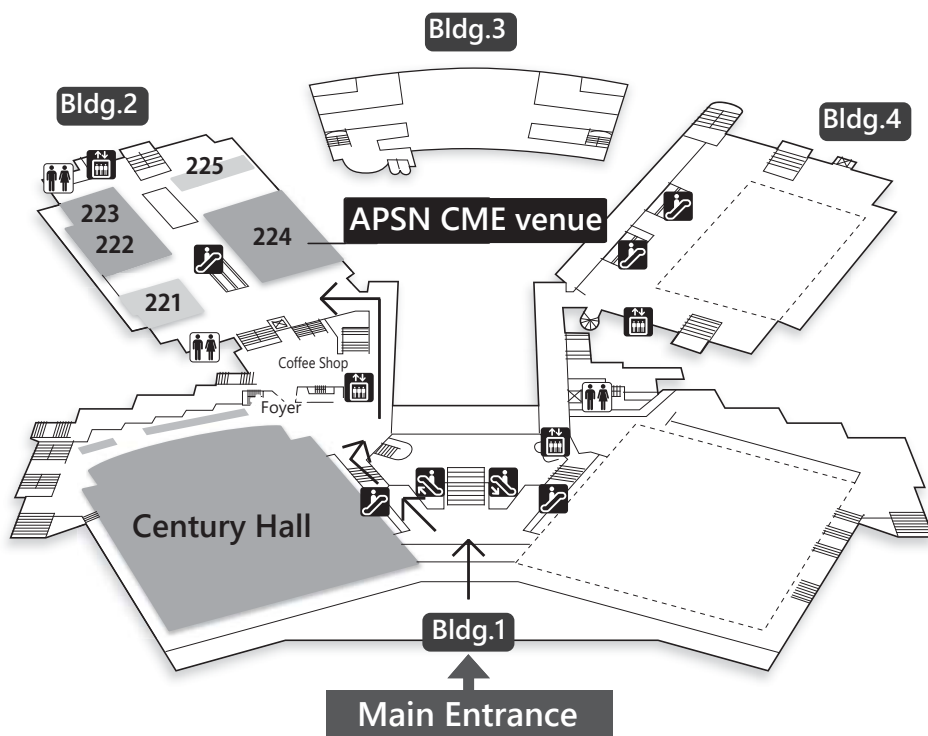 Bldg.3
Bldg.2
Bldg.4
225
223
222
224
APSN CME venue
221
Coffee Shop
Foyer
Century Hall
Bldg.1
Main Entrance